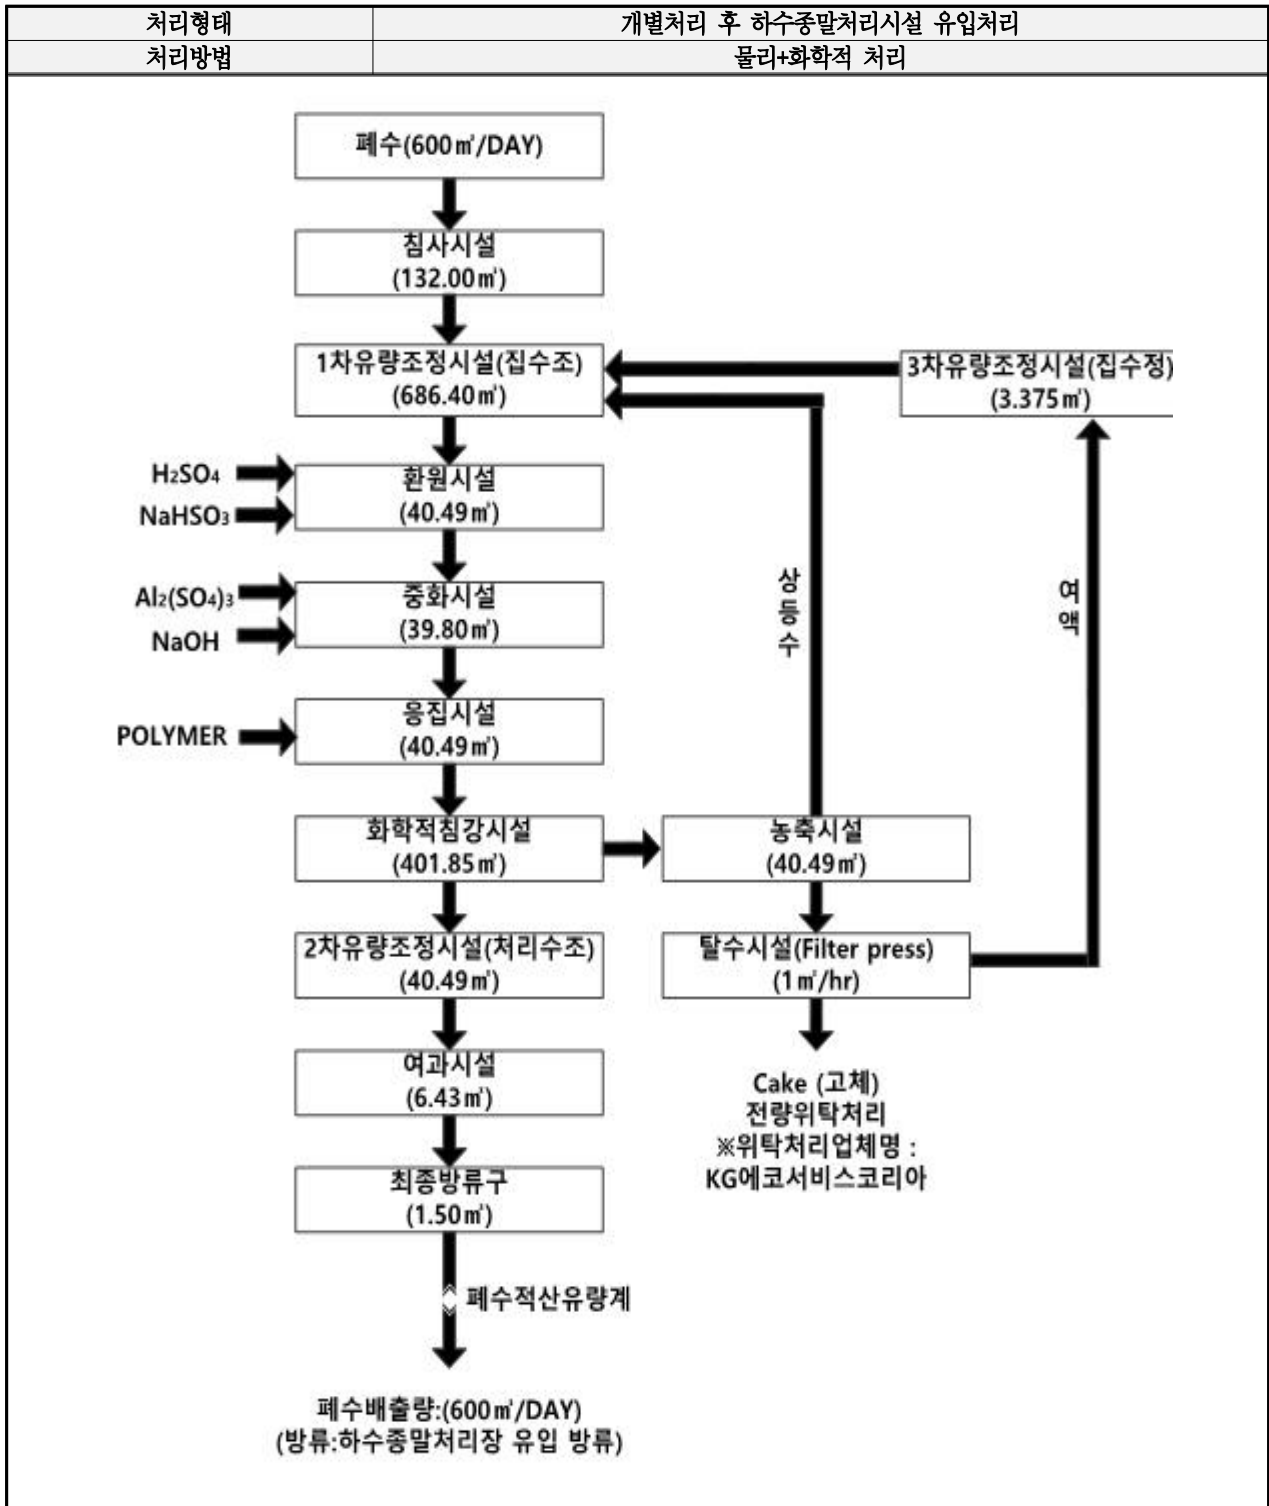 처리형태 개별처리 후 하수종말처리시설 유입처리
처리방법 물리+화학적 처리
폐수(600㎥/DAY)
침사시설
(132.00㎥)
1차유량조정시설(집수조)
(686.40㎥)
3차유량조정시설(집수정)
(3.375㎥)
H₂SO₄
NaHSO₃
환원시설
(40.49㎥)
Al₂(SO₄)₃
NaOH
중화시설
(39.80㎥)
상등수
여액
POLYMER
응집시설
(40.49㎥)
화학적침강시설
(401.85㎥)
농축시설
(40.49㎥)
2차유량조정시설(처리수조)
(40.49㎥)
탈수시설(Filter press)
(1㎥/hr)
여과시설
(6.43㎥)
Cake (고체)
전량위탁처리
※위탁처리업체명 :
KG에코서비스코리아
최종방류구
(1.50㎥)
폐수적산유량계
폐수배출량:(600㎥/DAY)
(방류:하수종말처리장 유입 방류)